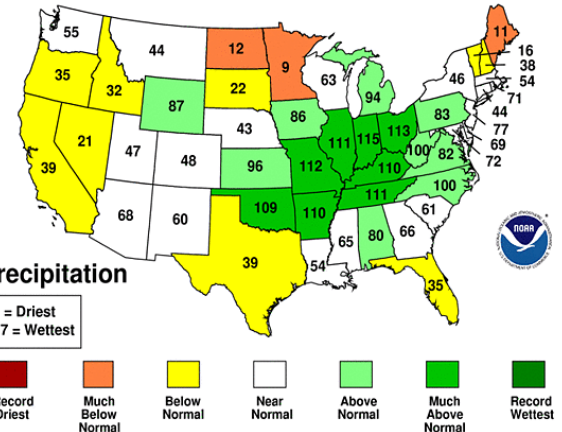 11
55
44
12
9
16
38
54
71
44
77
69
72
35
32
87
22
63
94
46
86
83
43
21
39
47
48
96
112
111
115
113
110
100
82
68
60
109
110
111
100
61
39
65
80
66
54
35
NOAA
recipitation
= Driest
7 = Wettest
ecord
Driest
Much
Below
Normal
Below
Normal
Near
Normal
Above
Normal
Much
Above
Normal
Record
Wettest